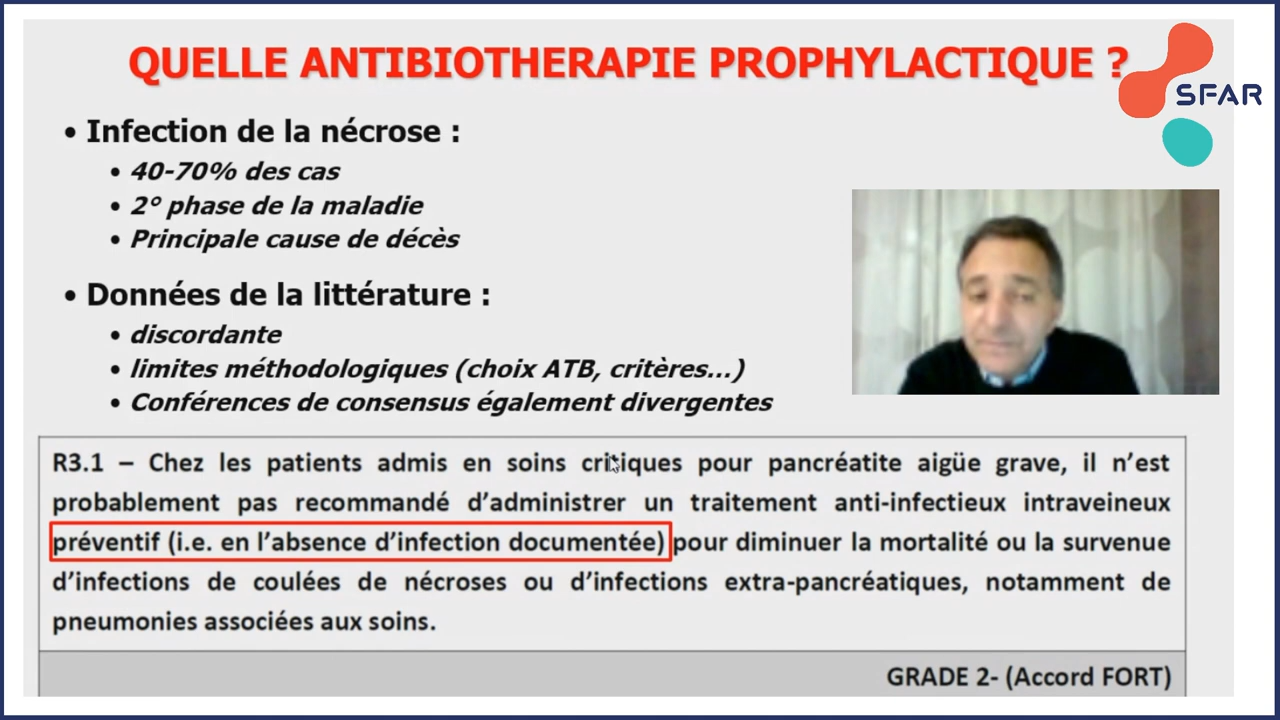 QUELLE ANTIBIOTHERAPIE PROPHYLACTIQUE ?
SFAR
• Infection de la nécrose :
• 40-70% des cas
• 2° phase de la maladie
• Principale cause de décès
• Données de la littérature :
• discordante
• limites méthodologiques (choix ATB, critères...)
• Conférences de consensus également divergentes
R3.1 – Chez les patients admis en soins critiques pour pancréatite aigüe grave, il n’est
probablement pas recommandé d’administrer un traitement anti-infectieux intraveineux
préventif (i.e. en l’absence d’infection documentée) pour diminuer la mortalité ou la survenue
d’infections de coulées de nécroses ou d’infections extra-pancréatiques, notamment de
pneumonies associées aux soins.
GRADE 2- (Accord FORT)